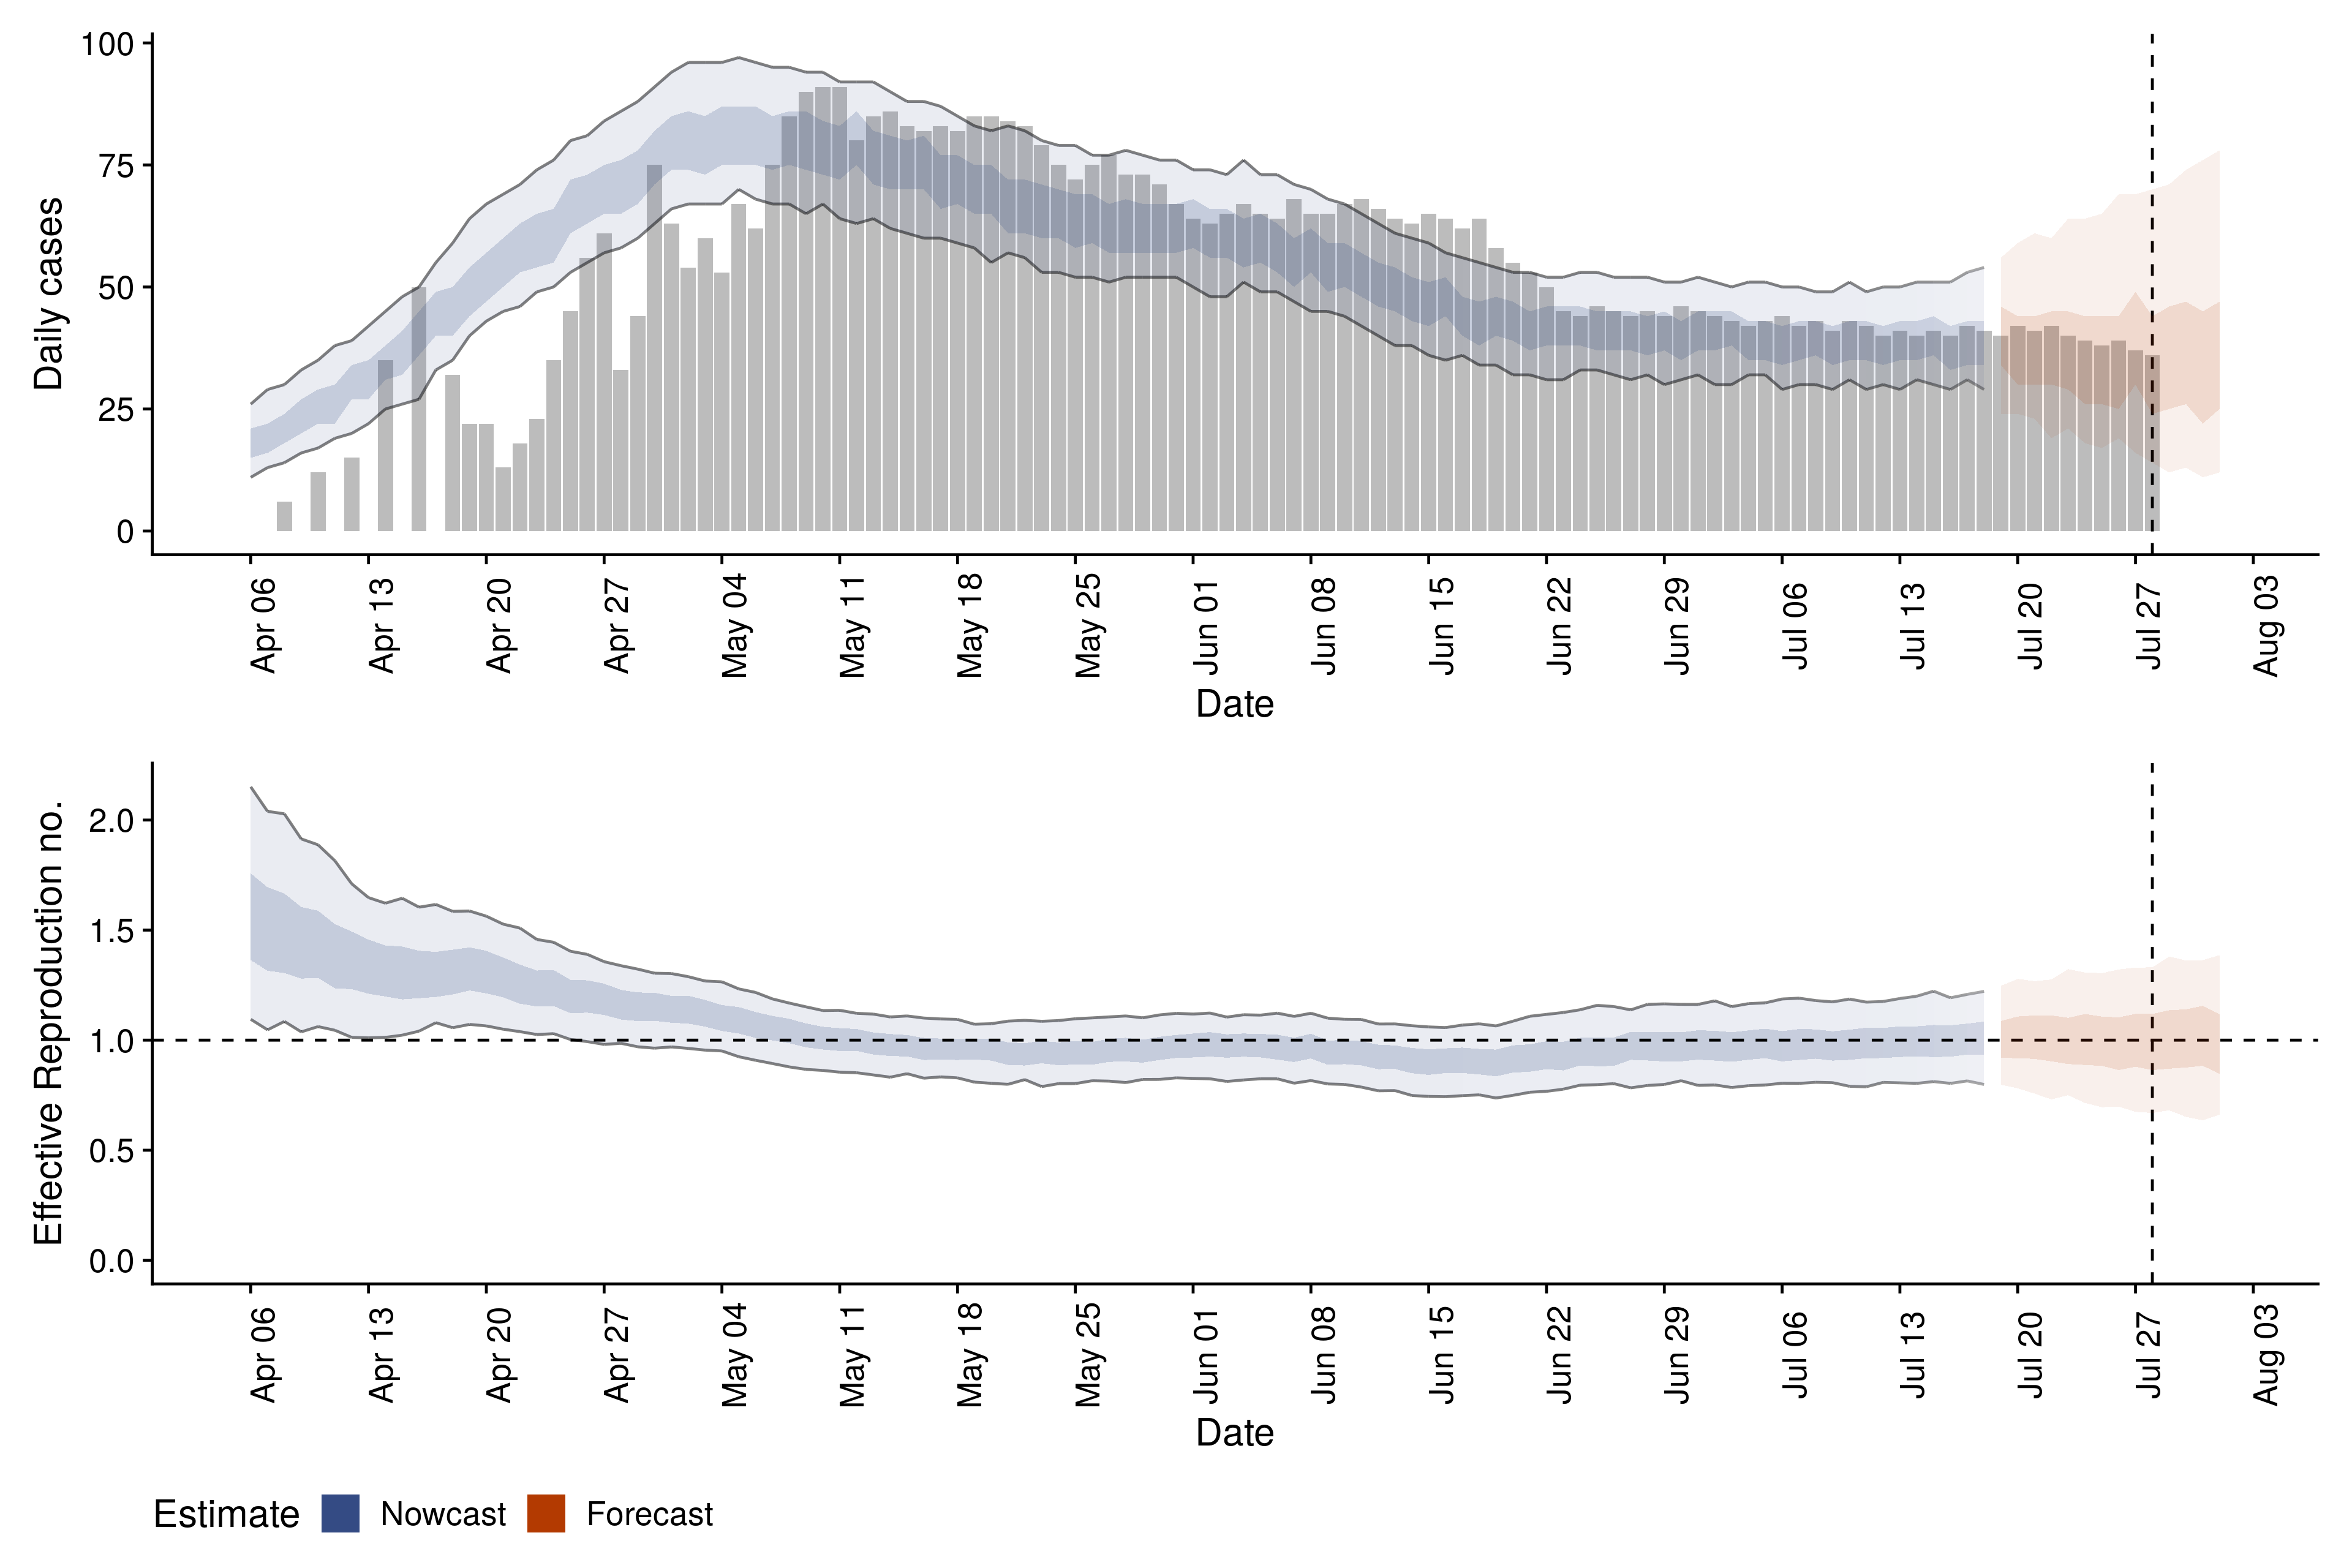 Daily cases
100
75
50
25
0
Apr 06
Apr 13
Apr 20
Apr 27
May 04
May 11
May 18
May 25
Jun 01
Jun 08
Jun 15
Jun 22
Jun 29
Jul 06
Jul 13
Jul 20
Jul 27
Aug 03
Date
Effective Reproduction no.
2.0
1.5
1.0
0.5
0.0
Apr 06
Apr 13
Apr 20
Apr 27
May 04
May 11
May 18
May 25
Jun 01
Jun 08
Jun 15
Jun 22
Jun 29
Jul 06
Jul 13
Jul 20
Jul 27
Aug 03
Date
Estimate Nowcast Forecast